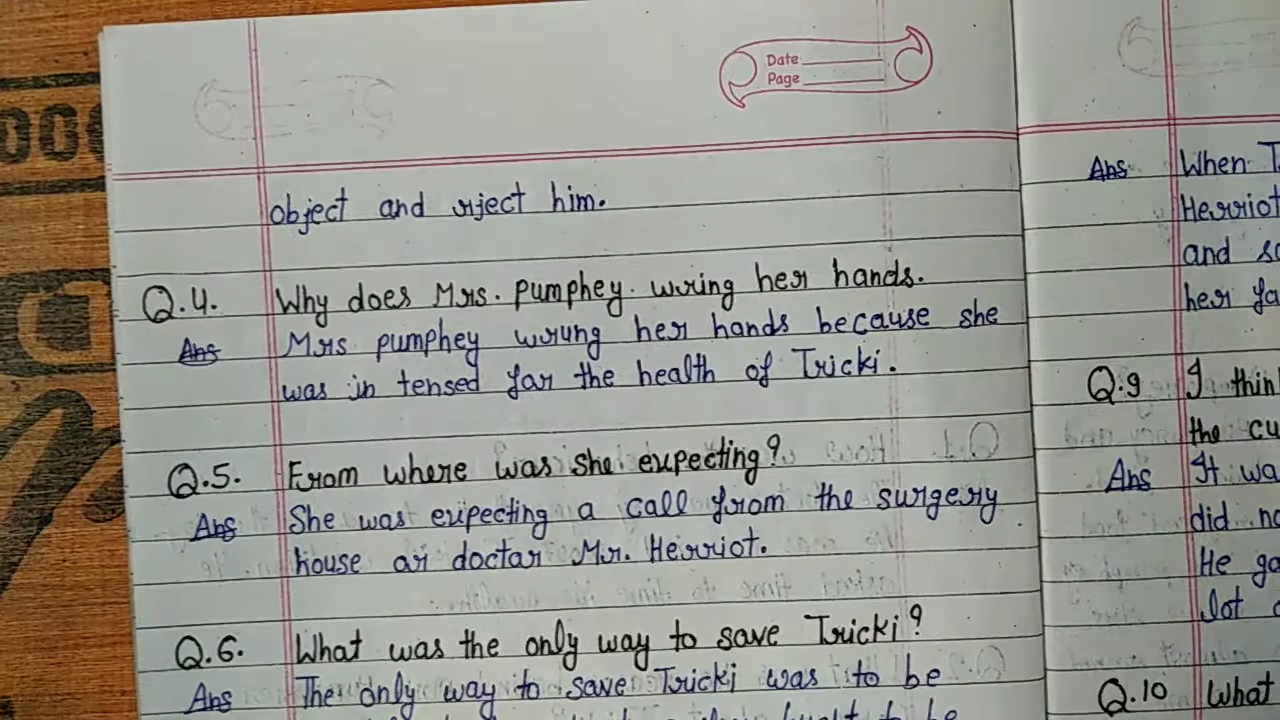 Date
Page
object and reject him.
Q.4. Why does Mrs. pumphey. wring her hands.
Ans Mrs pumphey wrung her hands because she
was in tensed for the health of Tricki.
Q.5. From where was she expecting?
Ans She was expecting a call from the surgery
house or doctor Mr. Herriot.
Q.6. What was the only way to save Tricki?
Ans The only way to save Tricki was to be
Ans When
Herriot
and
her
Q.9 I
the
Ans It
did
He
lot
Q.10 What